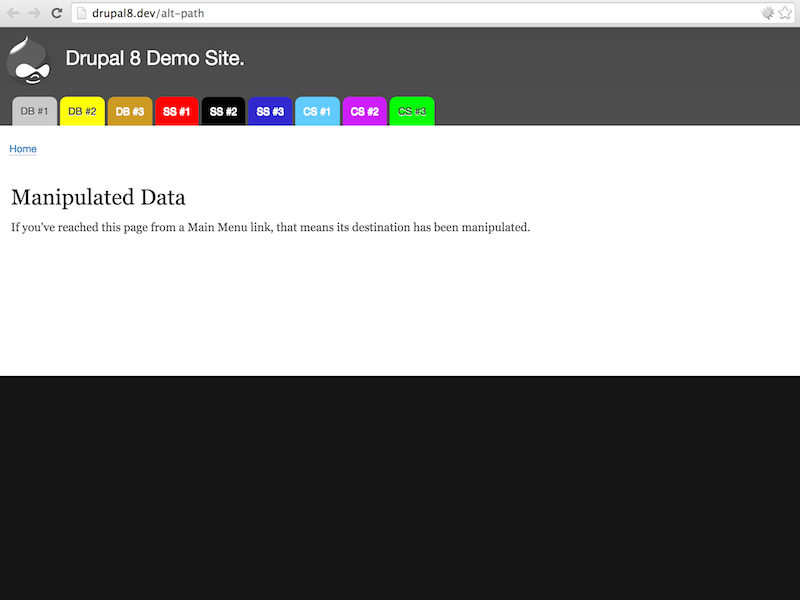 drupal8.dev/alt-path
Drupal 8 Demo Site.
DB #1 DB #2 DB #3 SS #1 SS #2 SS #3 CS #1 CS #2 CS #3
Home
Manipulated Data
If you've reached this page from a Main Menu link, that means its destination has been manipulated.